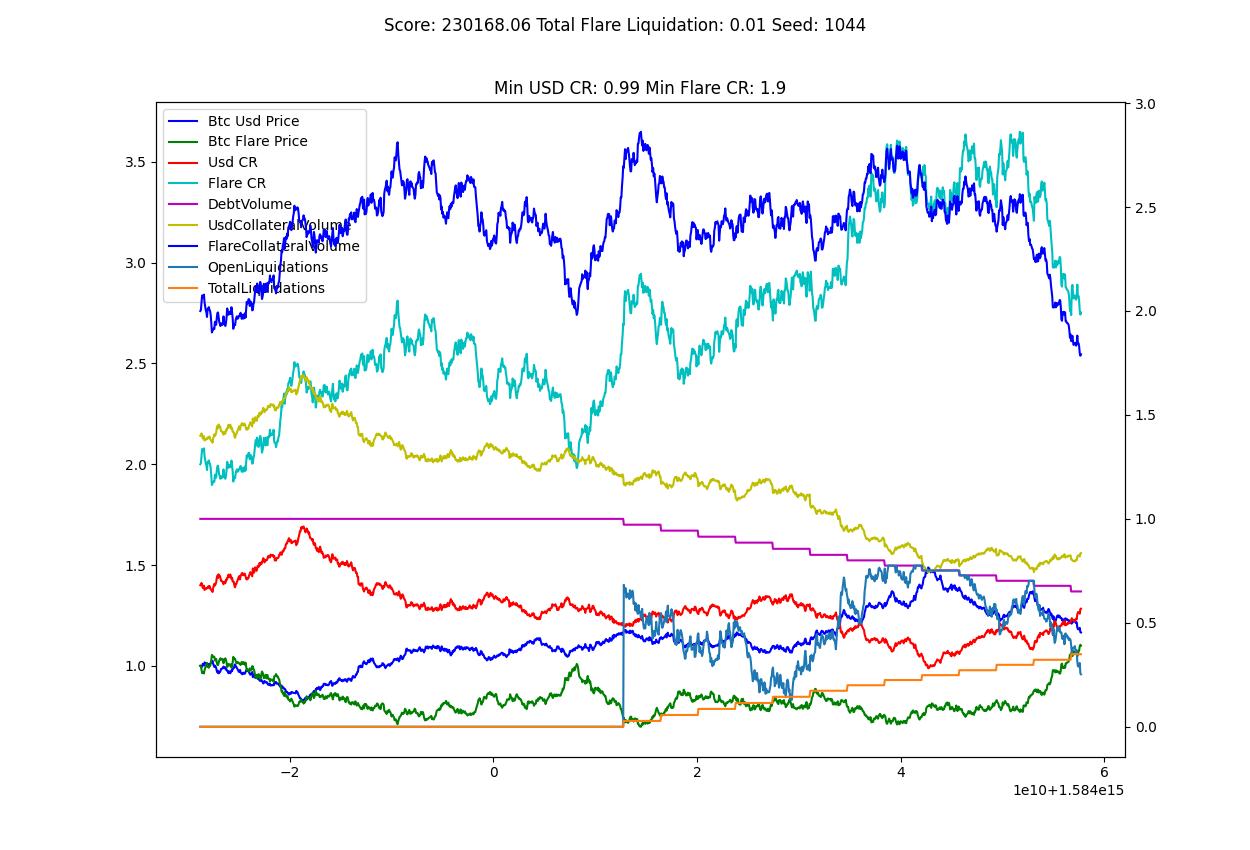 Score: 230168.06 Total Flare Liquidation: 0.01 Seed: 1044
Min USD CR: 0.99 Min Flare CR: 1.9
Btc Usd Price
Btc Flare Price
Usd CR
Flare CR
DebtVolume
UsdCollateralVolume
FlareCollateralVolume
OpenLiquidations
TotalLiquidations
3.5
3.0
2.5
2.0
1.5
1.0
3.0
2.5
2.0
1.5
1.0
0.5
0.0
−2
0
2
4
6
1e10+1.584e15